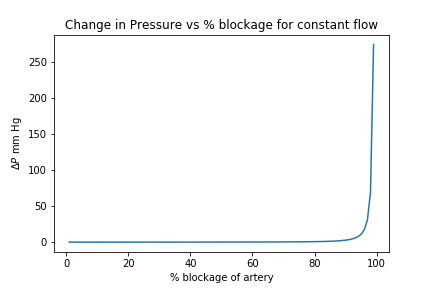 Change in Pressure vs % blockage for constant flow
250
200
150
100
50
0
ΔP mm Hg
0 20 40 60 80 100
% blockage of artery